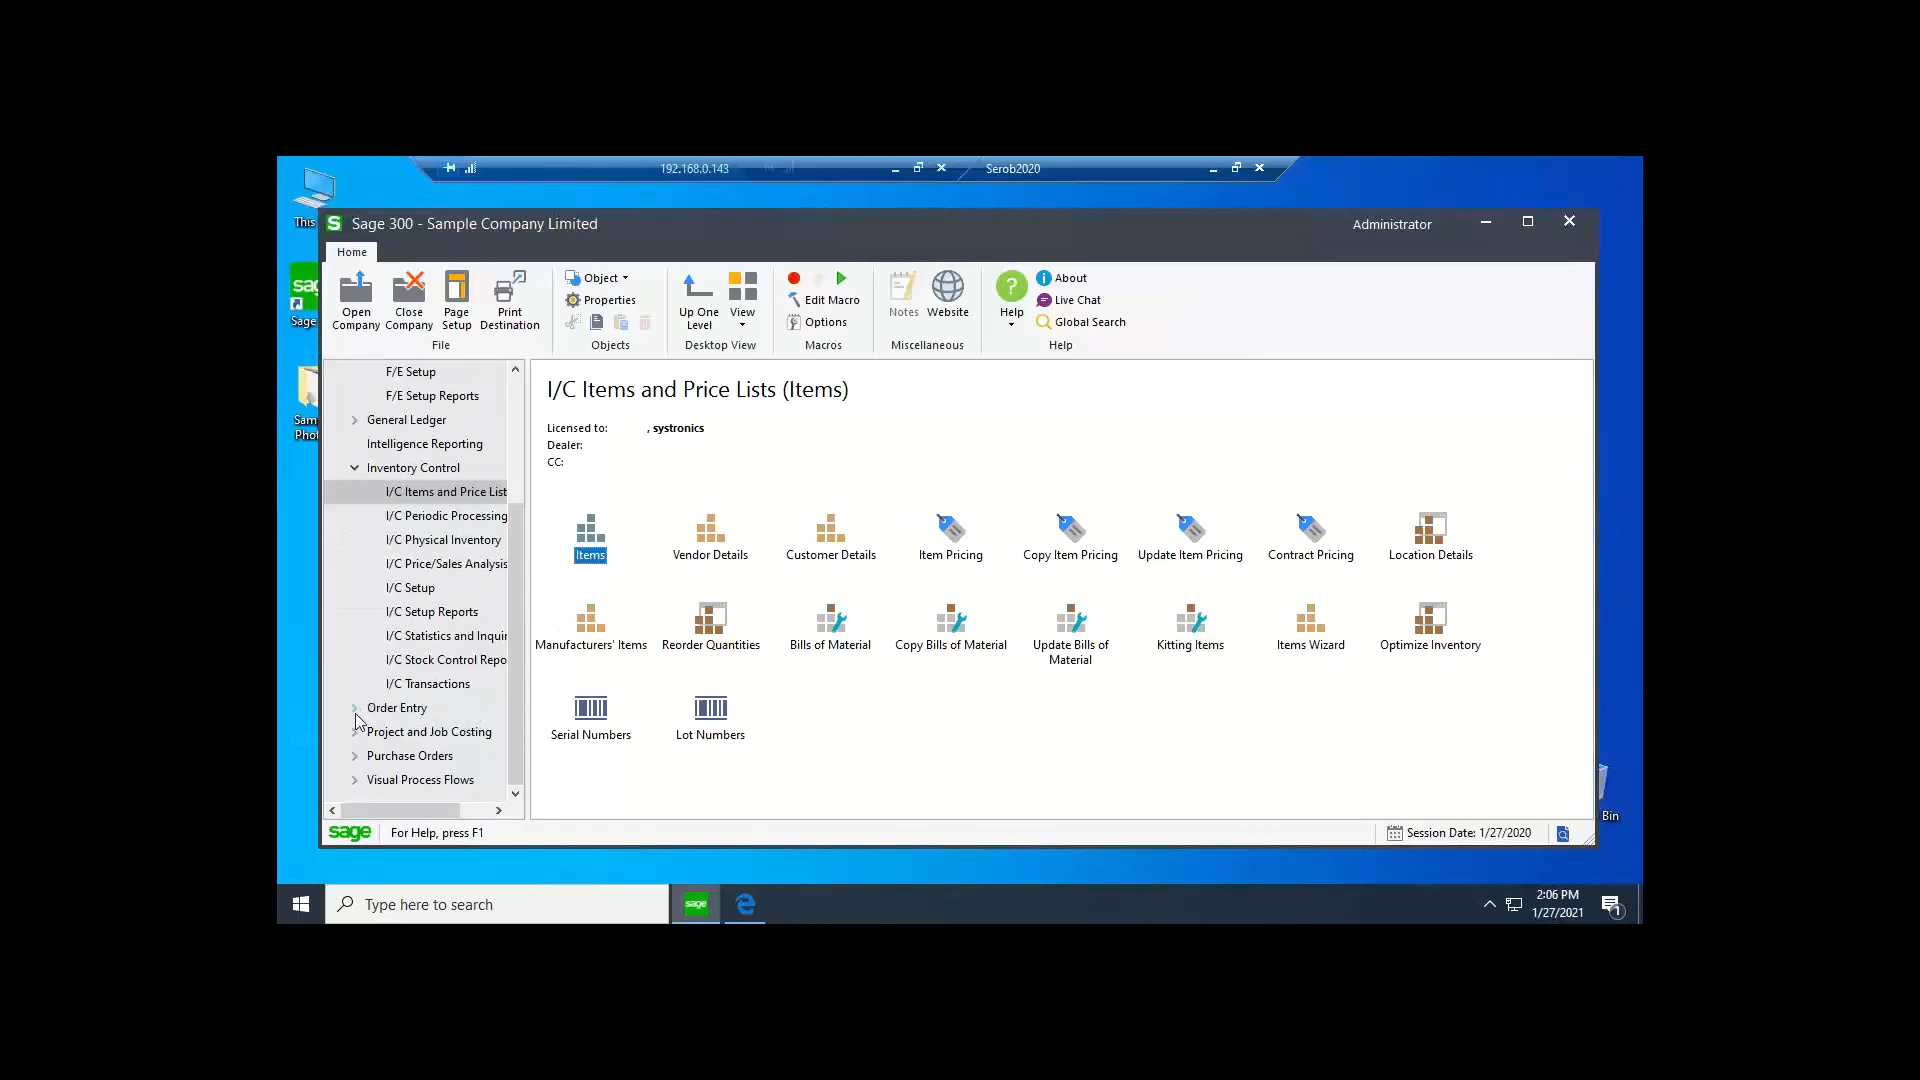 192.168.0.143
Serob2020
This
Sage 300 - Sample Company Limited
Administrator
Home
Open Company
Close Company
Page Setup
Print Destination
File
Object
Properties
Objects
Up One Level
View
Desktop View
Edit Macro
Options
Macros
Notes
Website
Miscellaneous
Help
About
Live Chat
Global Search
Help
Sage
Sam
Phot
F/E Setup
F/E Setup Reports
General Ledger
Intelligence Reporting
Inventory Control
I/C Items and Price List
I/C Periodic Processing
I/C Physical Inventory
I/C Price/Sales Analysis
I/C Setup
I/C Setup Reports
I/C Statistics and Inquir
I/C Stock Control Repo
I/C Transactions
Order Entry
Project and Job Costing
Purchase Orders
Visual Process Flows
I/C Items and Price Lists (Items)
Licensed to: , systronics
Dealer:
CC:
Items
Vendor Details
Customer Details
Item Pricing
Copy Item Pricing
Update Item Pricing
Contract Pricing
Location Details
Manufacturers' Items
Reorder Quantities
Bills of Material
Copy Bills of Material
Update Bills of Material
Kitting Items
Items Wizard
Optimize Inventory
Serial Numbers
Lot Numbers
Bin
sage
For Help, press F1
Session Date: 1/27/2020
Type here to search
sage
2:06 PM
1/27/2021
1